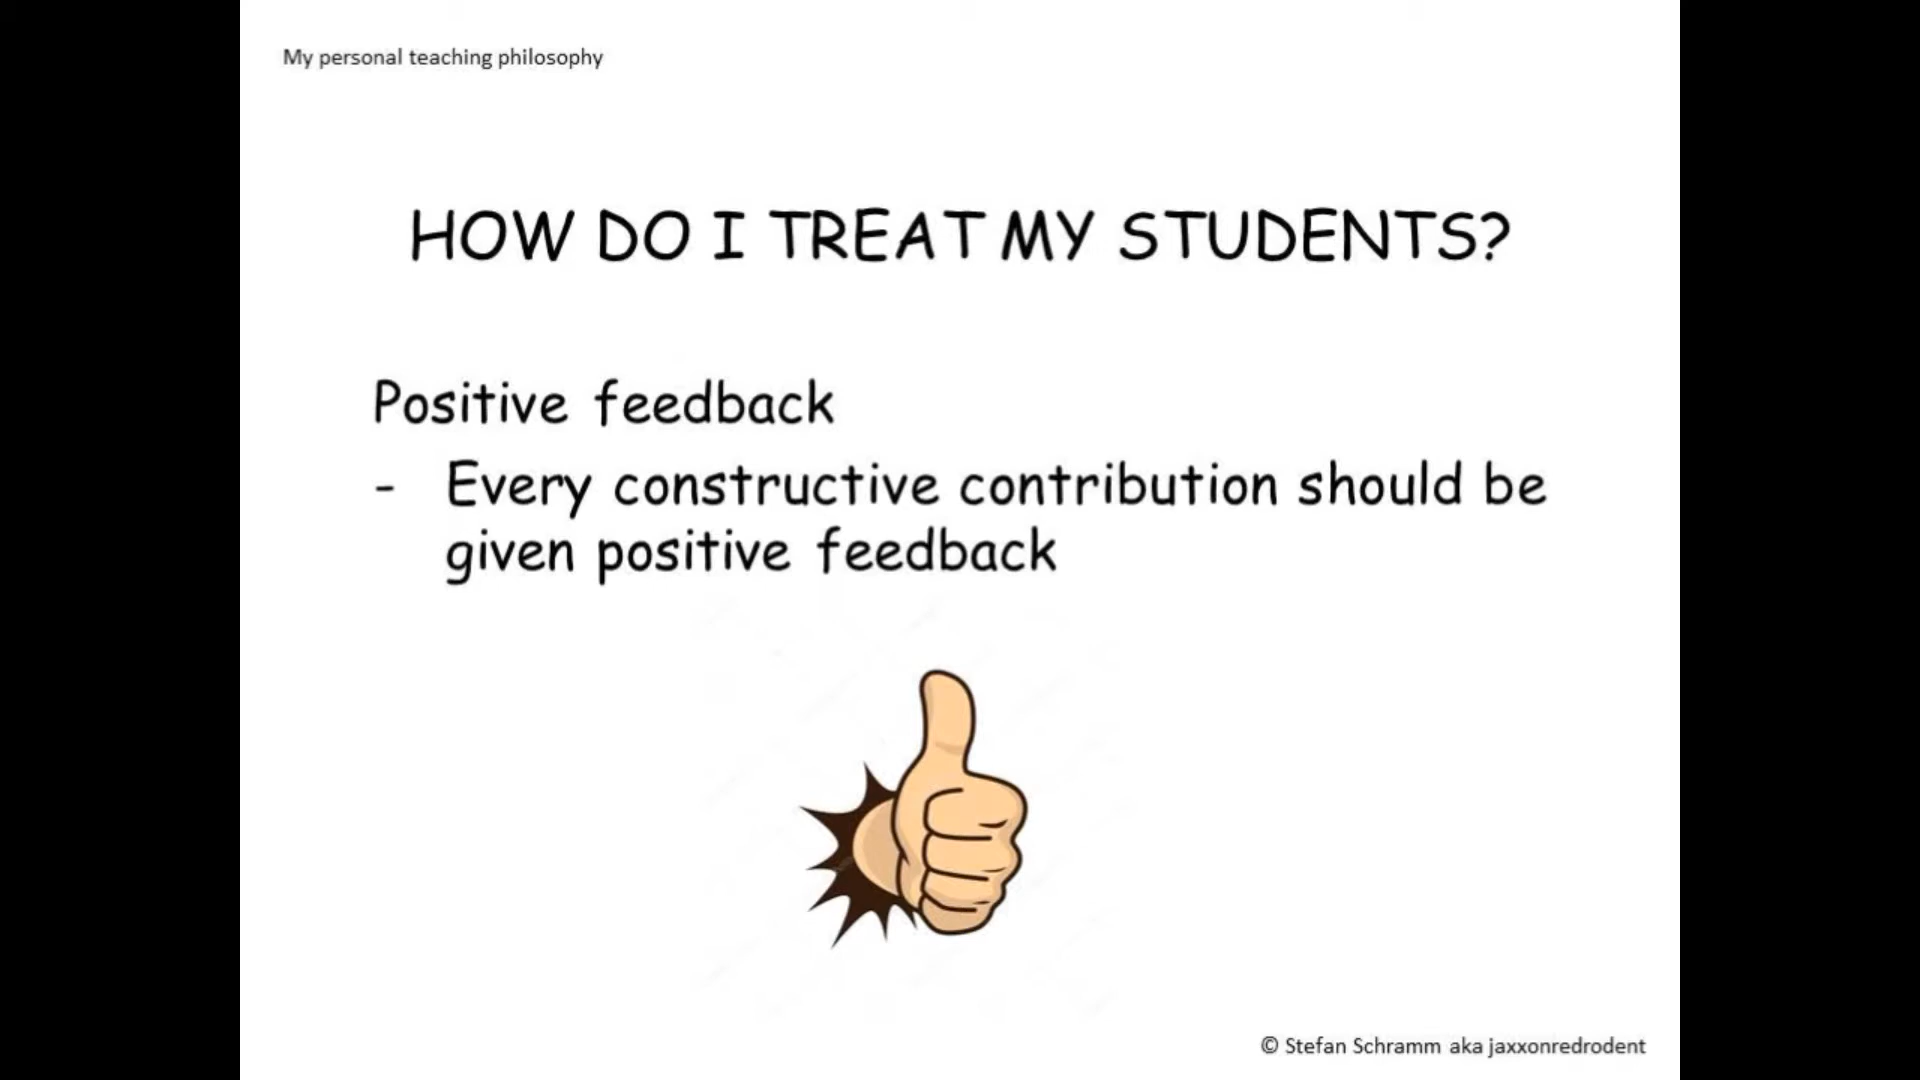 My personal teaching philosophy
HOW DO I TREAT MY STUDENTS?
Positive feedback
- Every constructive contribution should be
given positive feedback
© Stefan Schramm aka jaxxonredrodent